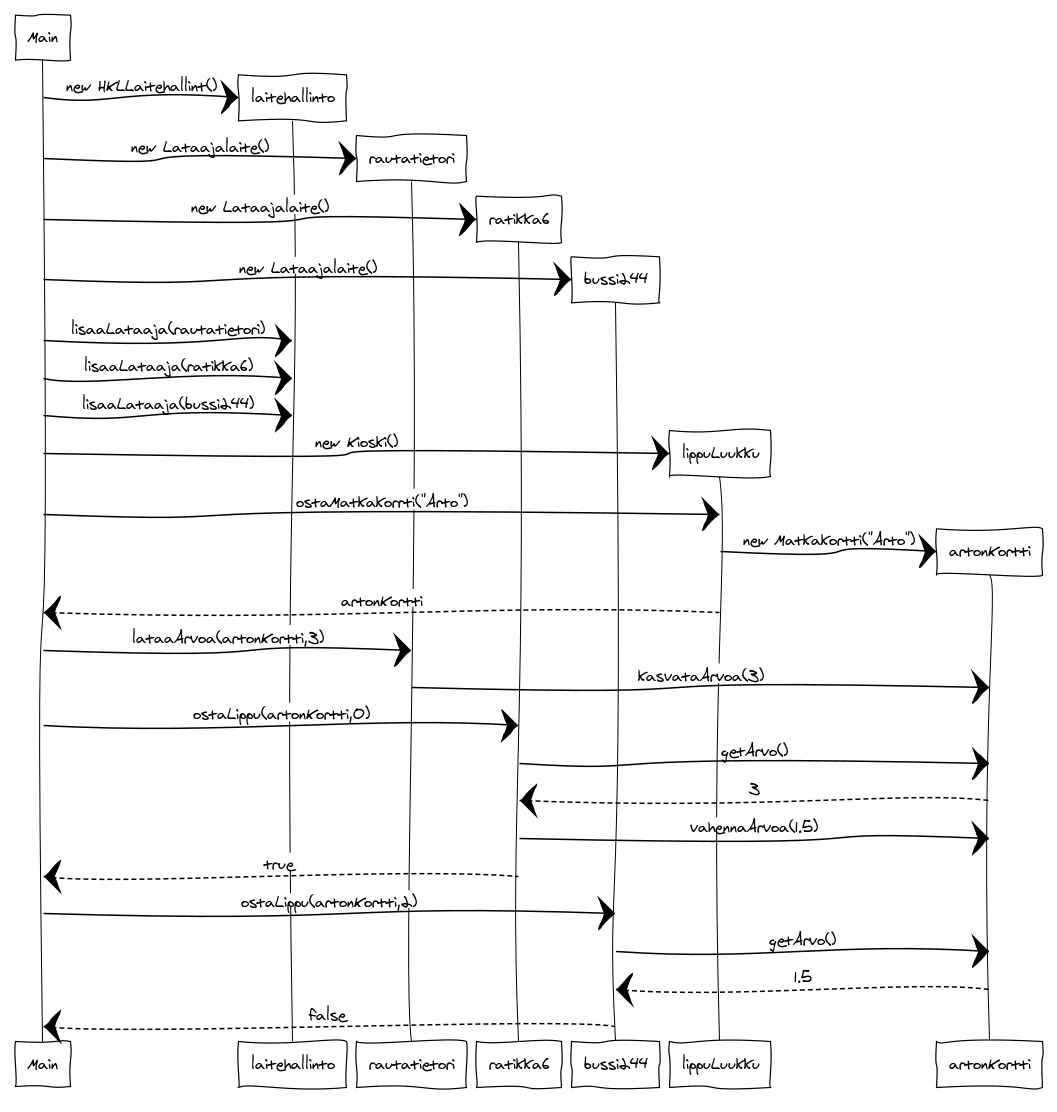 Main
new HKLLaitehallint()
laitehallinto
new Lataajalaite()
rautatietori
new Lataajalaite()
ratikka6
new Lataajalaite()
bussi244
lisaaLataaja(rautatietori)
lisaaLataaja(ratikka6)
lisaaLataaja(bussi244)
new Kioski()
lippuLuukku
ostaMatkaKorrti("Arto")
new MatkaKortti("Arto")
artonKortti
artonKortti
lataaArvoa(artonKortti,3)
kasvataArvoa(3)
ostaLippu(artonKortti,0)
getArvo()
3
vahennaArvoa(1.5)
true
ostaLippu(artonKortti,2)
getArvo()
1.5
false
Main laitehallinto rautatietori ratikka6 bussi244 lippuLuukku artonKortti